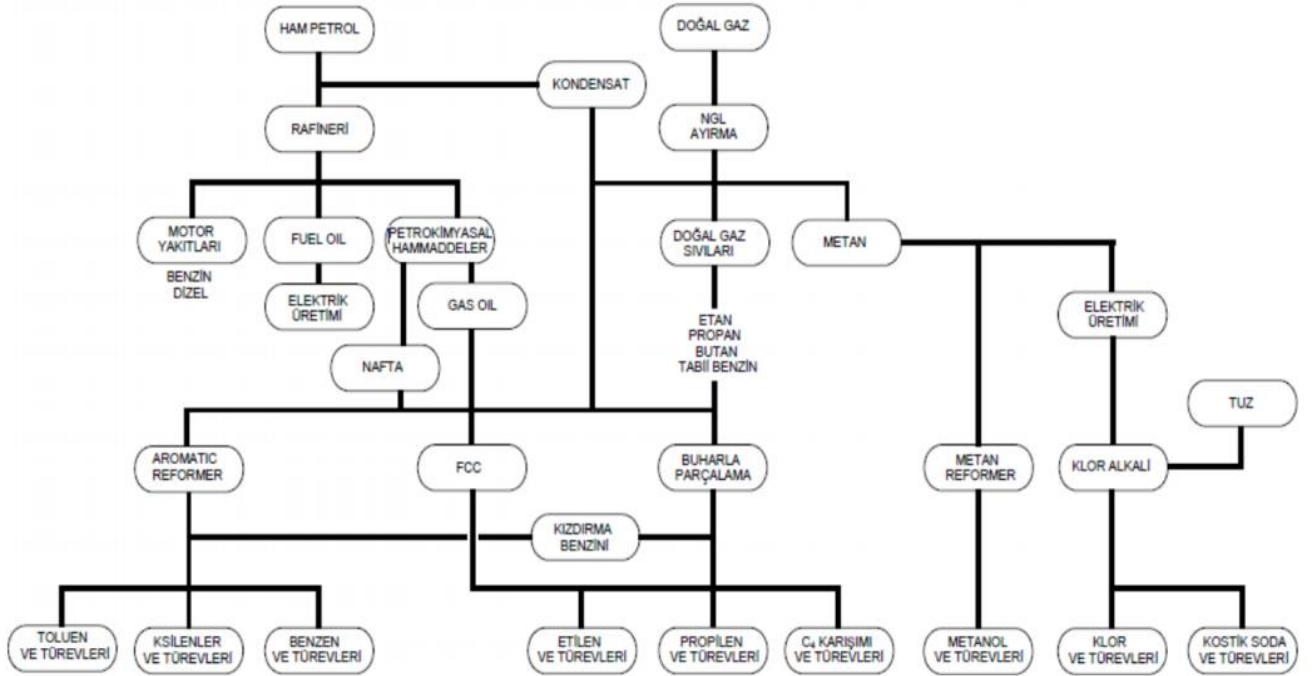 HAM PETROL
DOĞAL GAZ
KONDENSAT
RAFİNERİ
NGL
AYIRMA
MOTOR
YAKITLARI
BENZİN
DİZEL
FUEL OIL
PETROKİMYASAL
HAMMADDELER
DOĞAL GAZ
SIVILARI
METAN
ELEKTRİK
ÜRETİMİ
GAS OIL
ELEKTRİK
ÜRETİMİ
ETAN
PROPAN
BUTAN
TABİİ BENZİN
NAFTA
TUZ
AROMATIC
REFORMER
FCC
BUHARLA
PARÇALAMA
METAN
REFORMER
KLOR ALKALİ
KIZDIRMA
BENZİNİ
TOLUEN
VE TÜREVLERİ
KSİLENLER
VE TÜREVLERİ
BENZEN
VE TÜREVLERİ
ETİLEN
VE TÜREVLERİ
PROPİLEN
VE TÜREVLERİ
C₄ KARIŞIMI
VE TÜREVLERİ
METANOL
VE TÜREVLERİ
KLOR
VE TÜREVLERİ
KOSTİK SODA
VE TÜREVLERİ